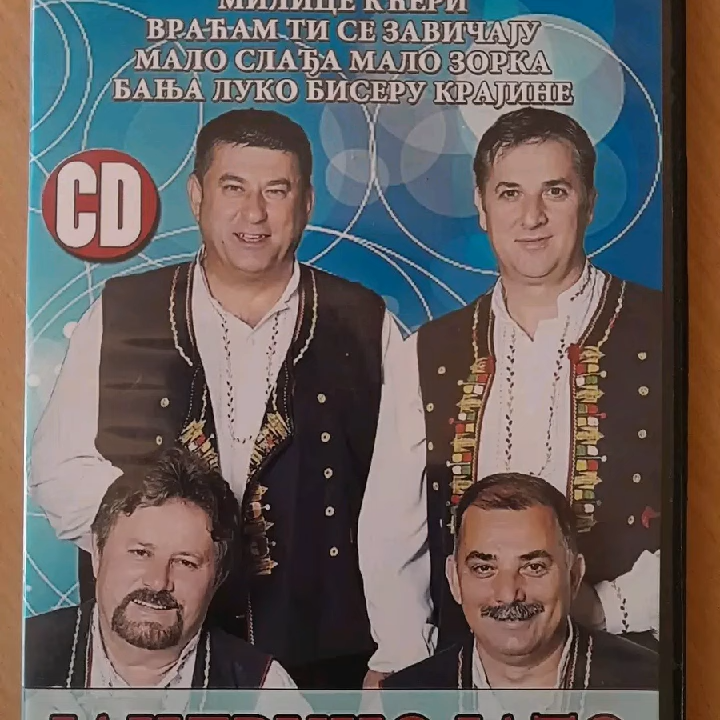 МИЛИЦЕ КЋЕРИ
ВРАЋАМ ТИ СЕ ЗАВИЧАЈУ
МАЛО СЛАЂА МАЛО ЗОРКА
БАЊА ЛУКО БИСЕРУ КРАЈИНЕ
CD